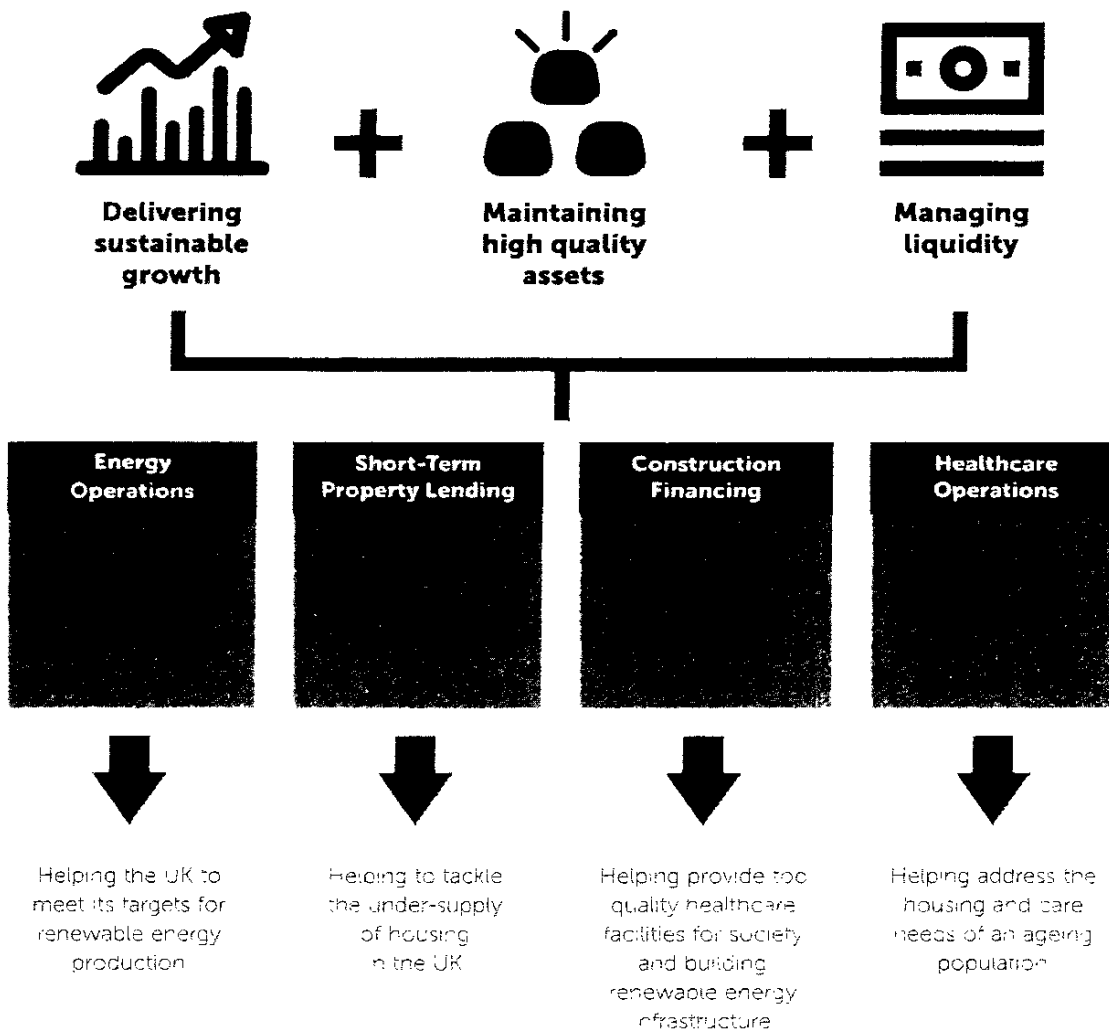 Delivering
sustainable
growth
Maintaining
high quality
assets
Managing
liquidity
Energy
Operations
Short-Term
Property Lending
Construction
Financing
Healthcare
Operations
Helping the UK to
meet its targets for
renewable energy
production
Helping to tackle
the under-supply
of housing
in the UK
Helping provide top
quality healthcare
facilities for society
and building
renewable energy
infrastructure
Helping address the
housing and care
needs of an ageing
population